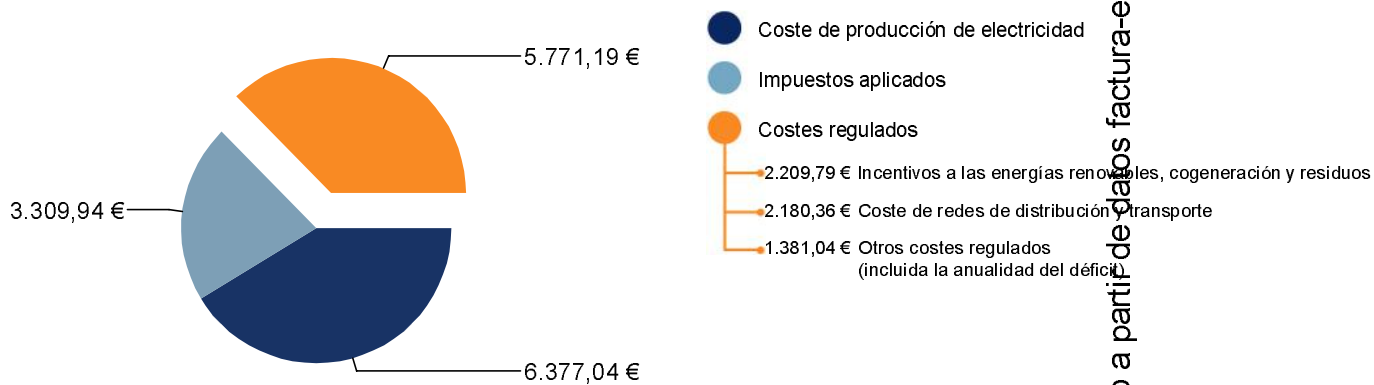 5.771,19 €
3.309,94 €
6.377,04 €
Coste de producción de electricidad
Impuestos aplicados
Costes regulados
2.209,79 € Incentivos a las energías renovables, cogeneración y residuos
2.180,36 € Coste de redes de distribución y transporte
1.381,04 € Otros costes regulados
(incluida la anualidad del déficit)
a partir de datos factura-e